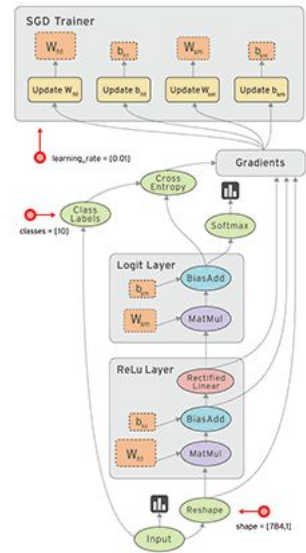 SGD Trainer
W_hl
b_hl
W_sm
b_sm
Update W_hl
Update b_hl
Update W_sm
Update b_sm
learning_rate = [0.01]
Gradients
Cross
Entropy
Class
Labels
classes = [10]
Softmax
Logit Layer
BiasAdd
b_sm
W_sm
MatMul
ReLu Layer
Rectified
Linear
b_hl
BiasAdd
W_hl
MatMul
Reshape
shape = [784,1]
Input